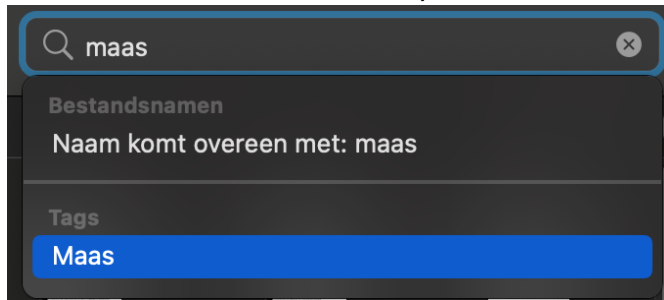 maas
Bestandsnamen
Naam komt overeen met: maas
Tags
Maas